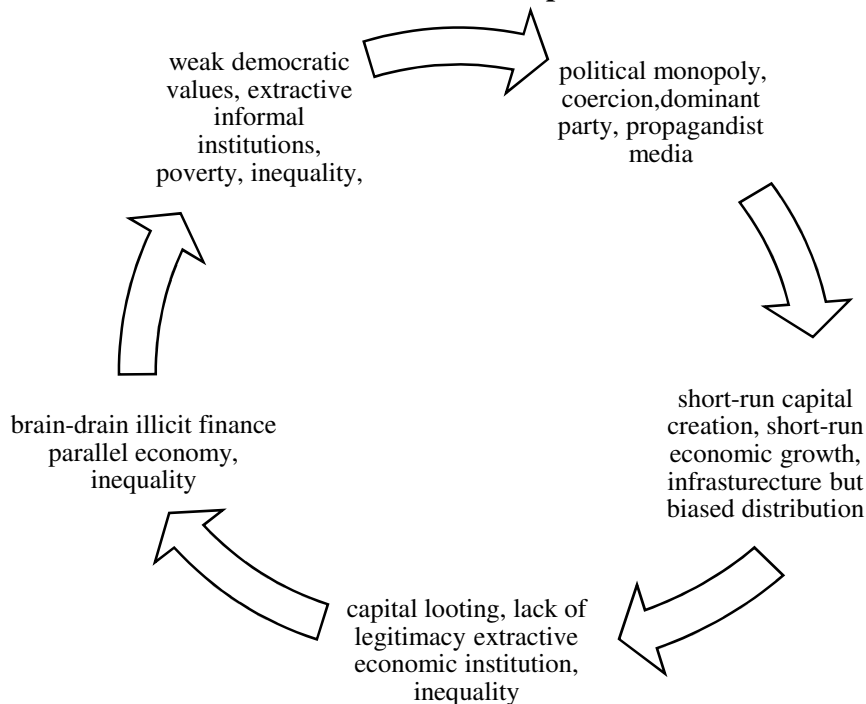 weak democratic
values, extractive
informal
institutions,
poverty, inequality,
political monopoly,
coercion,dominant
party, propagandist
media
short-run capital
creation, short-run
economic growth,
infrasturecture but
biased distribution
capital looting, lack of
legitimacy extractive
economic institution,
inequality
brain-drain illicit finance
parallel economy,
inequality